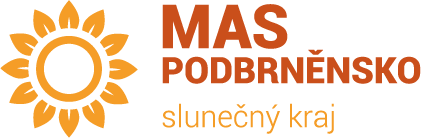 MAS
PODBRNĚNSKO
slunečný kraj